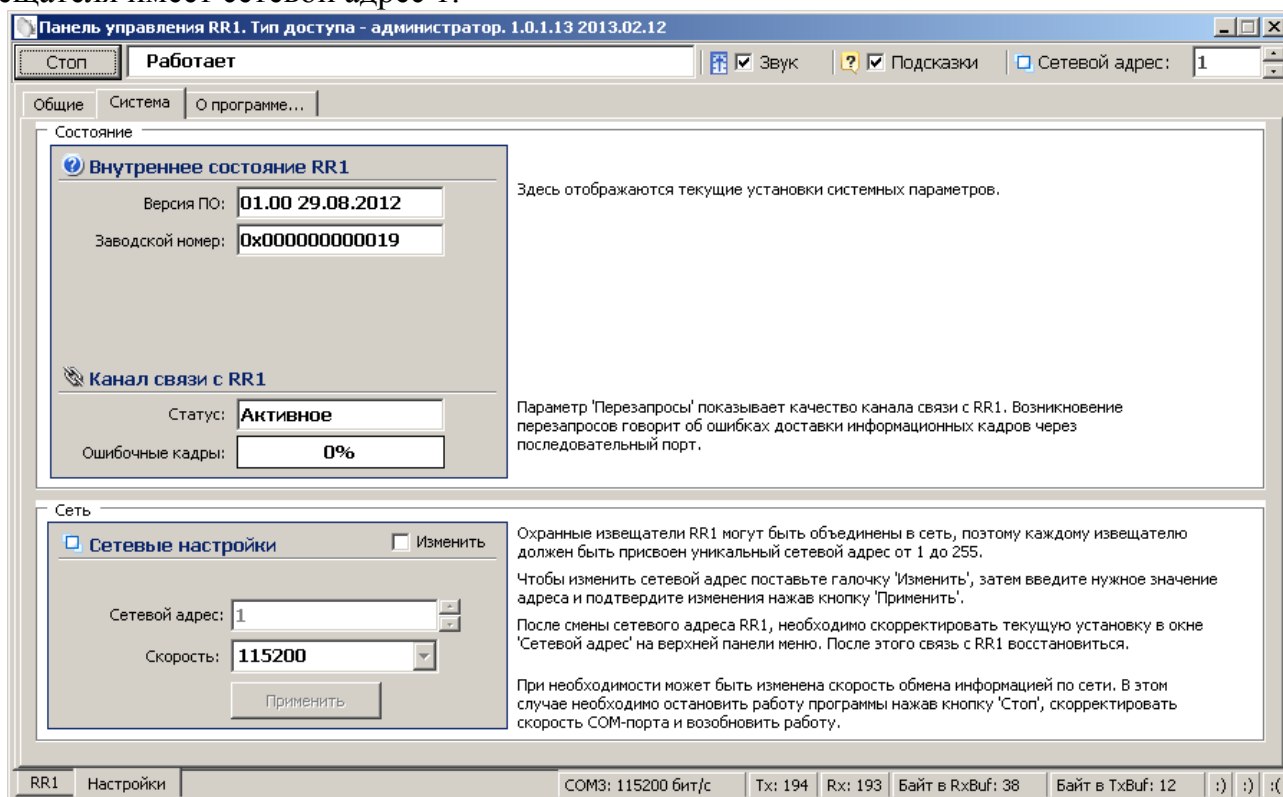 имеет сетевой адрес 1.
Панель управления RR1. Тип доступа - администратор. 1.0.1.13 2013.02.12
Стоп Работает Звук Подсказки Сетевой адрес: 1
Общие Система О программе...
Состояние
Внутреннее состояние RR1
Версия ПО: 01.00 29.08.2012
Заводской номер: 0x000000000019
Здесь отображаются текущие установки системных параметров.
Канал связи с RR1
Статус: Активное
Ошибочные кадры: 0%
Параметр 'Перезапросы' показывает качество канала связи с RR1. Возникновение
перезапросов говорит об ошибках доставки информационных кадров через
последовательный порт.
Сеть
Сетевые настройки Изменить
Сетевой адрес: 1
Скорость: 115200
Применить
Охранные извещатели RR1 могут быть объединены в сеть, поэтому каждому извещателю
должен быть присвоен уникальный сетевой адрес от 1 до 255.
Чтобы изменить сетевой адрес поставьте галочку 'Изменить', затем введите нужное значение
адреса и подтвердите изменения нажав кнопку 'Применить'.
После смены сетевого адреса RR1, необходимо скорректировать текущую установку в окне
'Сетевой адрес' на верхней панели меню. После этого связь с RR1 восстановиться.
При необходимости может быть изменена скорость обмена информацией по сети. В этом
случае необходимо остановить работу программы нажав кнопку 'Стоп', скорректировать
скорость COM-порта и возобновить работу.
RR1 Настройки COM3: 115200 бит/с Tx: 194 Rx: 193 Байт в RxBuf: 38 Байт в TxBuf: 12 :) :) :(